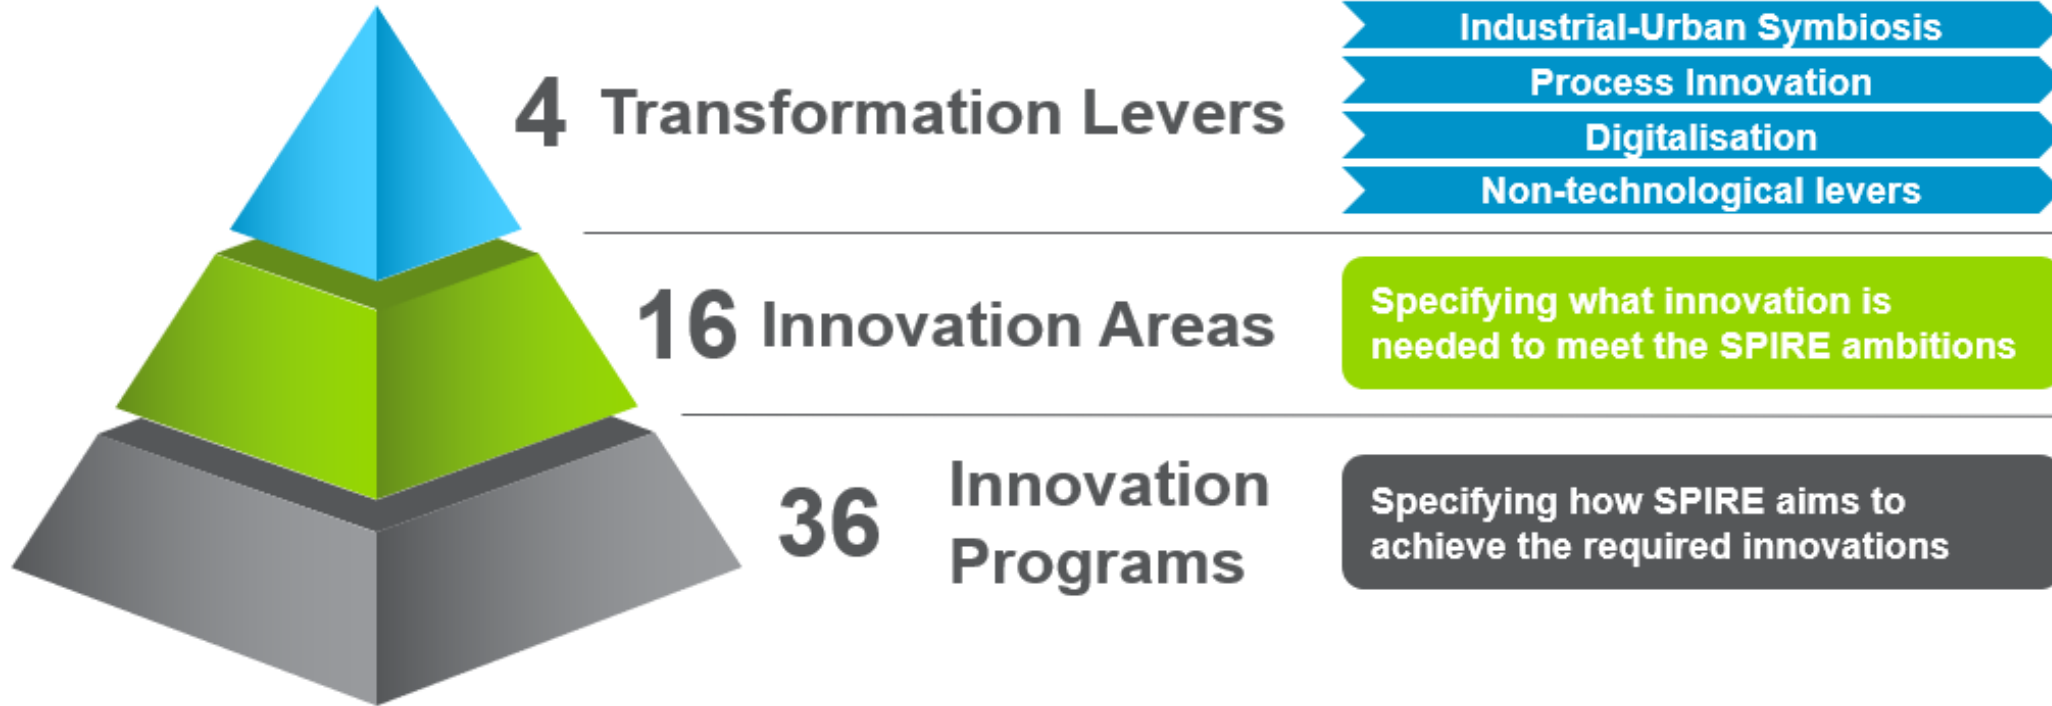 4 Transformation Levers
Industrial-Urban Symbiosis
Process Innovation
Digitalisation
Non-technological levers
16 Innovation Areas
Specifying what innovation is
needed to meet the SPIRE ambitions
36 Innovation
Programs
Specifying how SPIRE aims to
achieve the required innovations